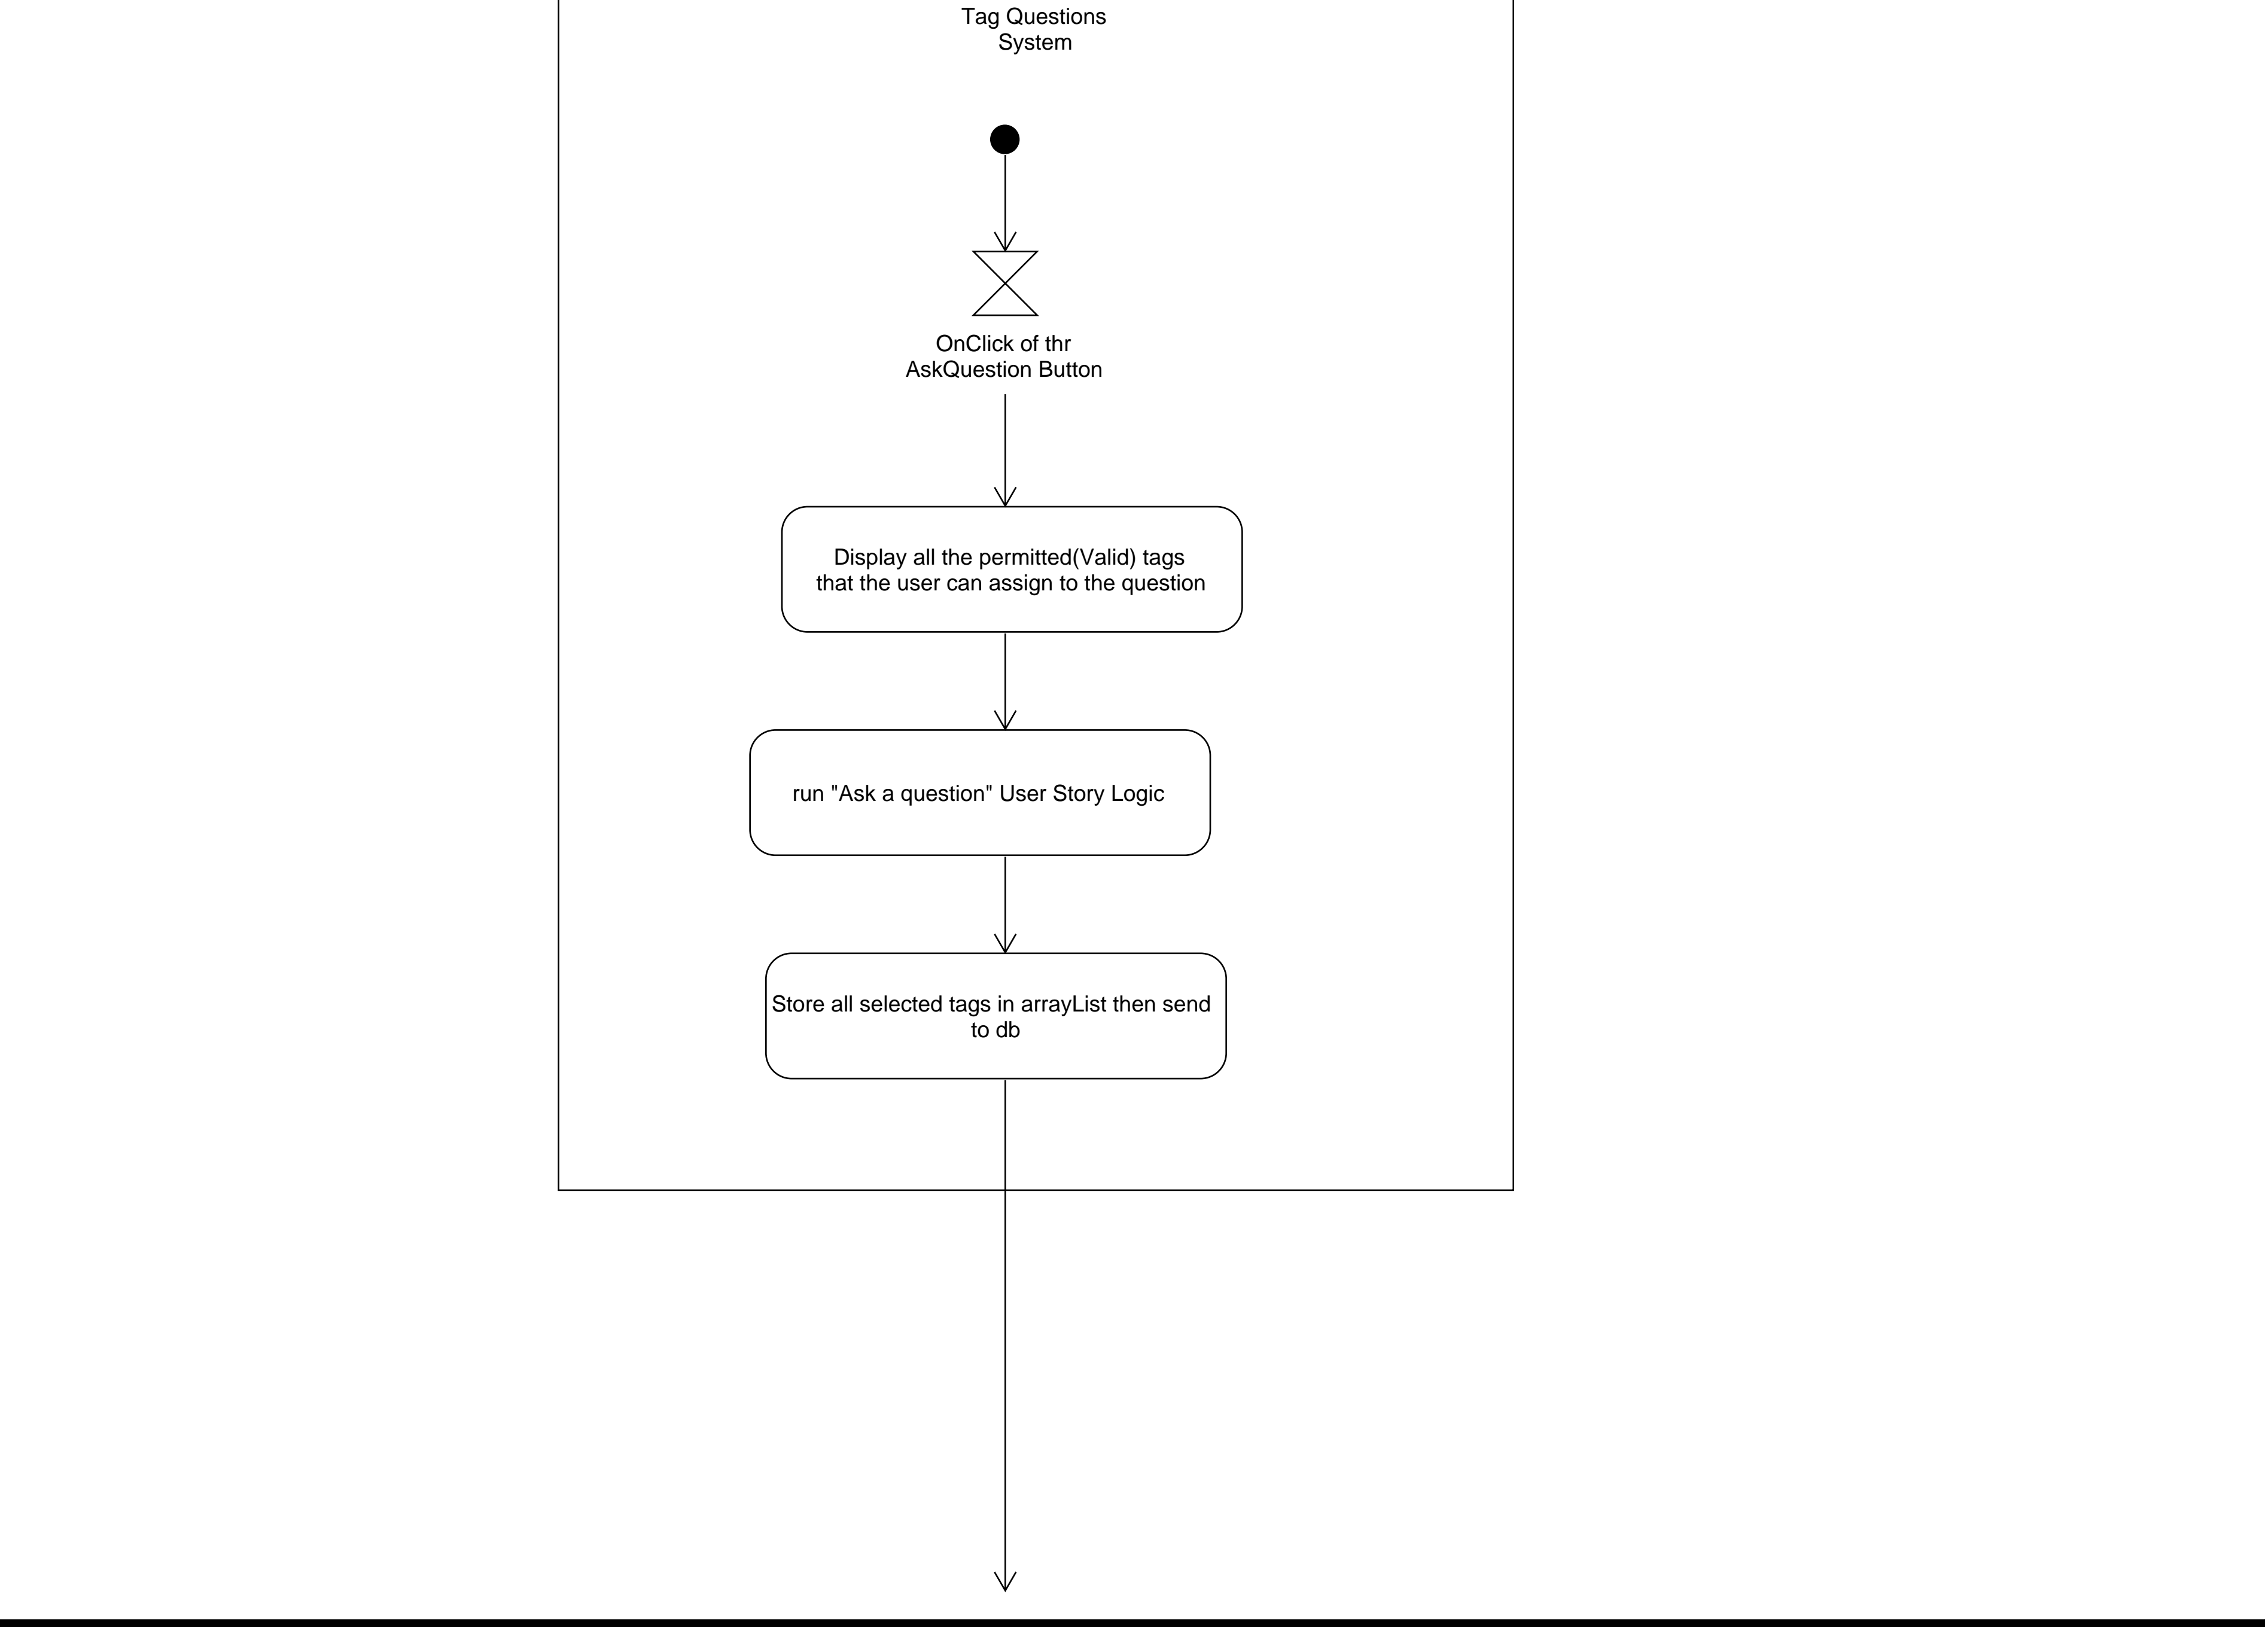 Tag Questions
System
OnClick of thr
AskQuestion Button
Display all the permitted(Valid) tags
that the user can assign to the question
run "Ask a question" User Story Logic
Store all selected tags in arrayList then send
to db